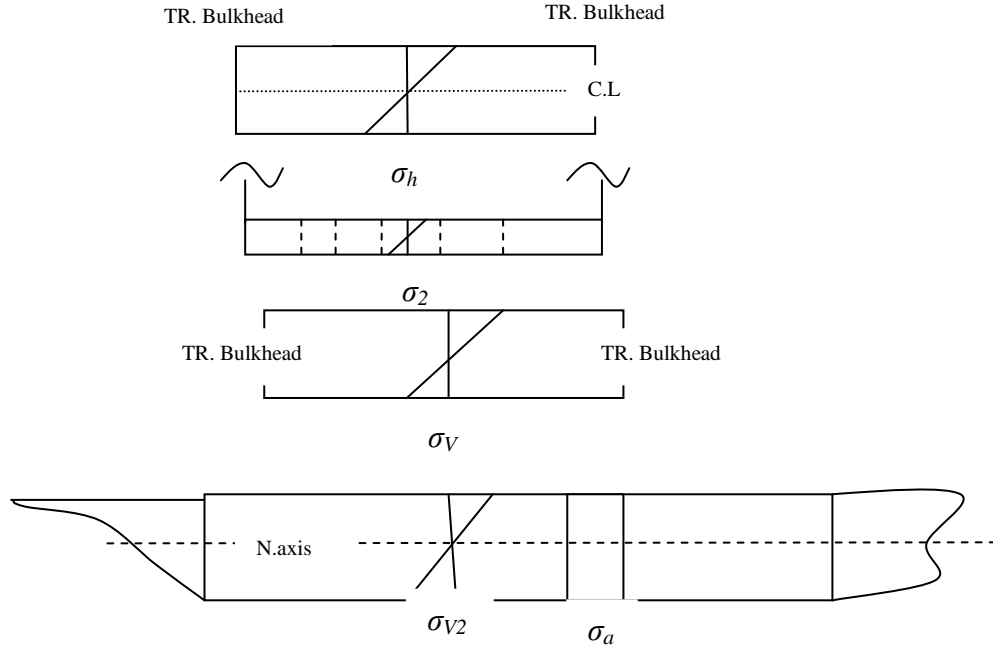 TR. Bulkhead
TR. Bulkhead
C.L
σh
σ2
TR. Bulkhead
TR. Bulkhead
σV
N.axis
σV2
σa